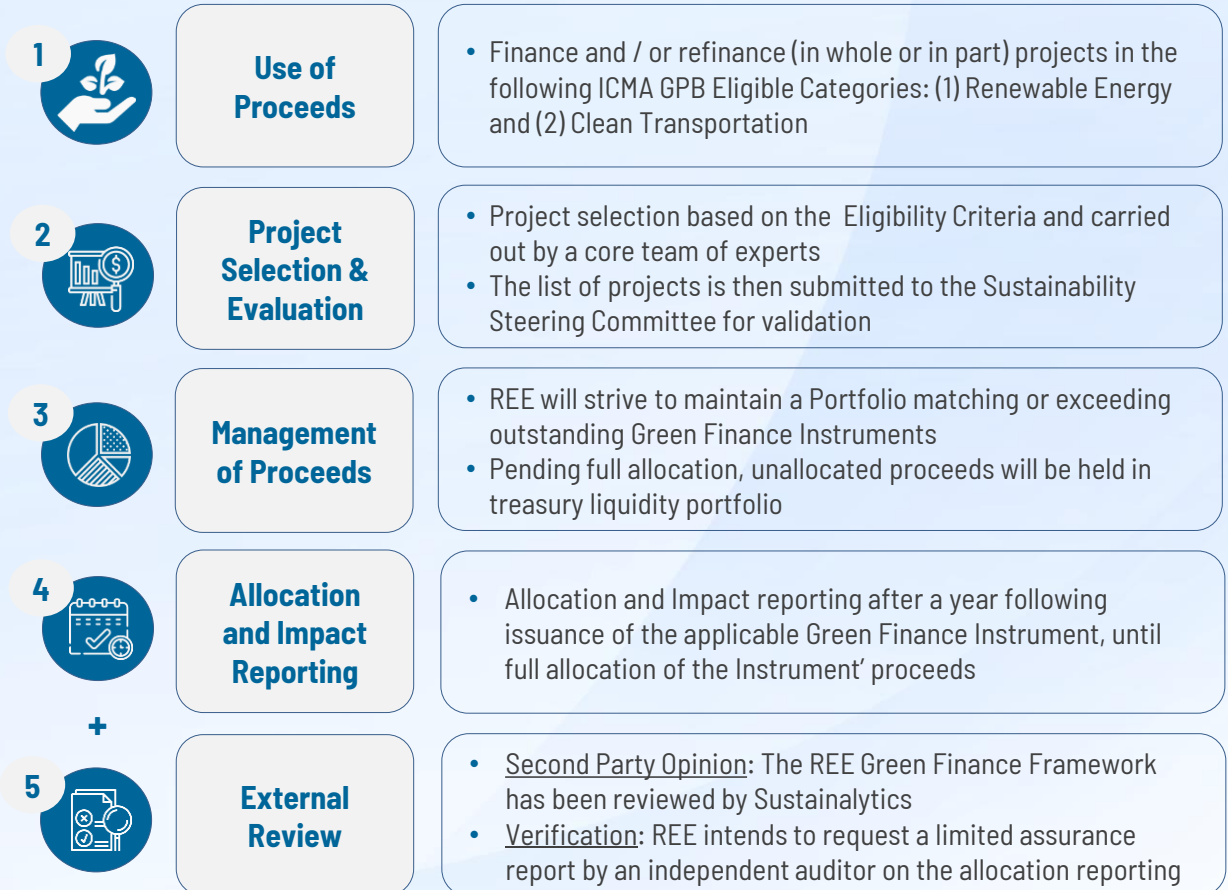 1
Use of
Proceeds
• Finance and / or refinance (in whole or in part) projects in the
following ICMA GPB Eligible Categories: (1) Renewable Energy
and (2) Clean Transportation
2
Project
Selection &
Evaluation
• Project selection based on the  Eligibility Criteria and carried
out by a core team of experts
• The list of projects is then submitted to the Sustainability
Steering Committee for validation
3
Management
of Proceeds
• REE will strive to maintain a Portfolio matching or exceeding
outstanding Green Finance Instruments
• Pending full allocation, unallocated proceeds will be held in
treasury liquidity portfolio
4
Allocation
and Impact
Reporting
• Allocation and Impact reporting after a year following
issuance of the applicable Green Finance Instrument, until
full allocation of the Instrument’ proceeds
+
5
External
Review
• Second Party Opinion: The REE Green Finance Framework
has been reviewed by Sustainalytics
• Verification: REE intends to request a limited assurance
report by an independent auditor on the allocation reporting